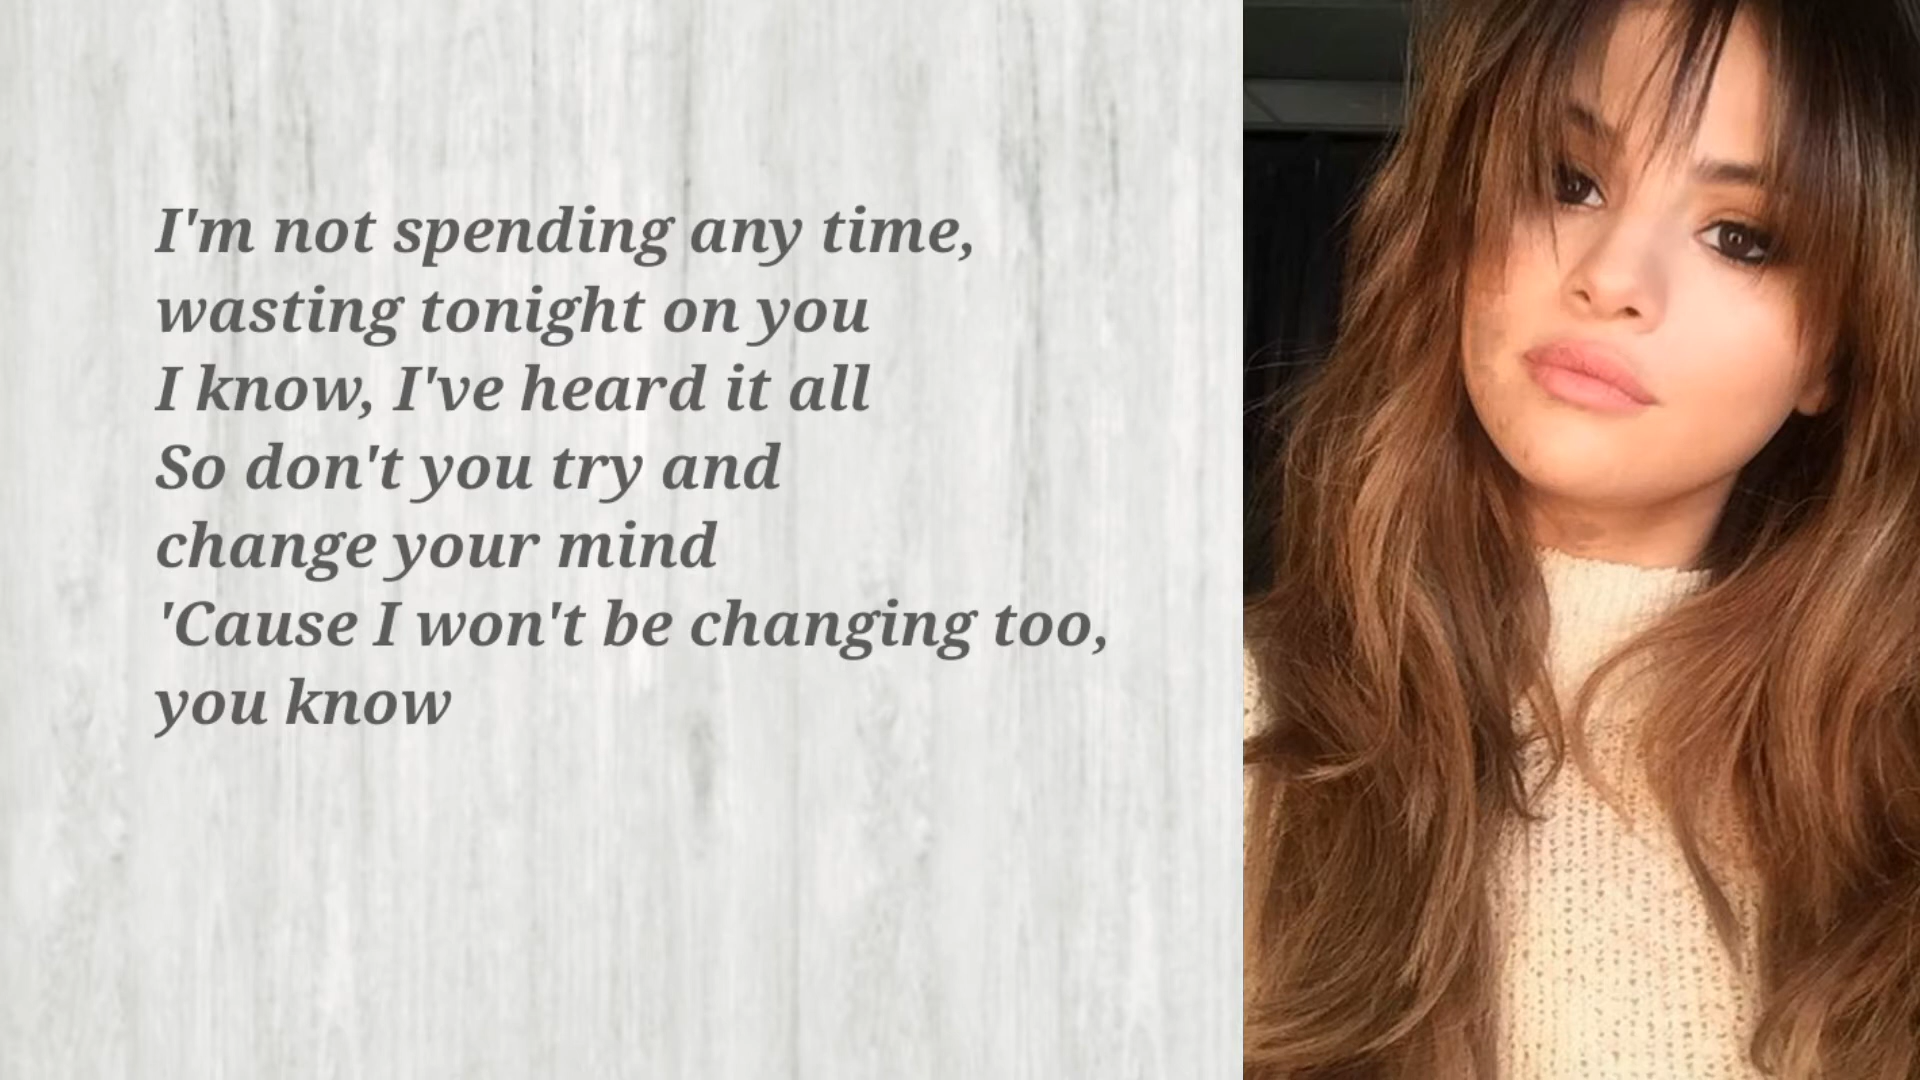 I'm not spending any time,
wasting tonight on you
I know, I've heard it all
So don't you try and
change your mind
'Cause I won't be changing too,
you know